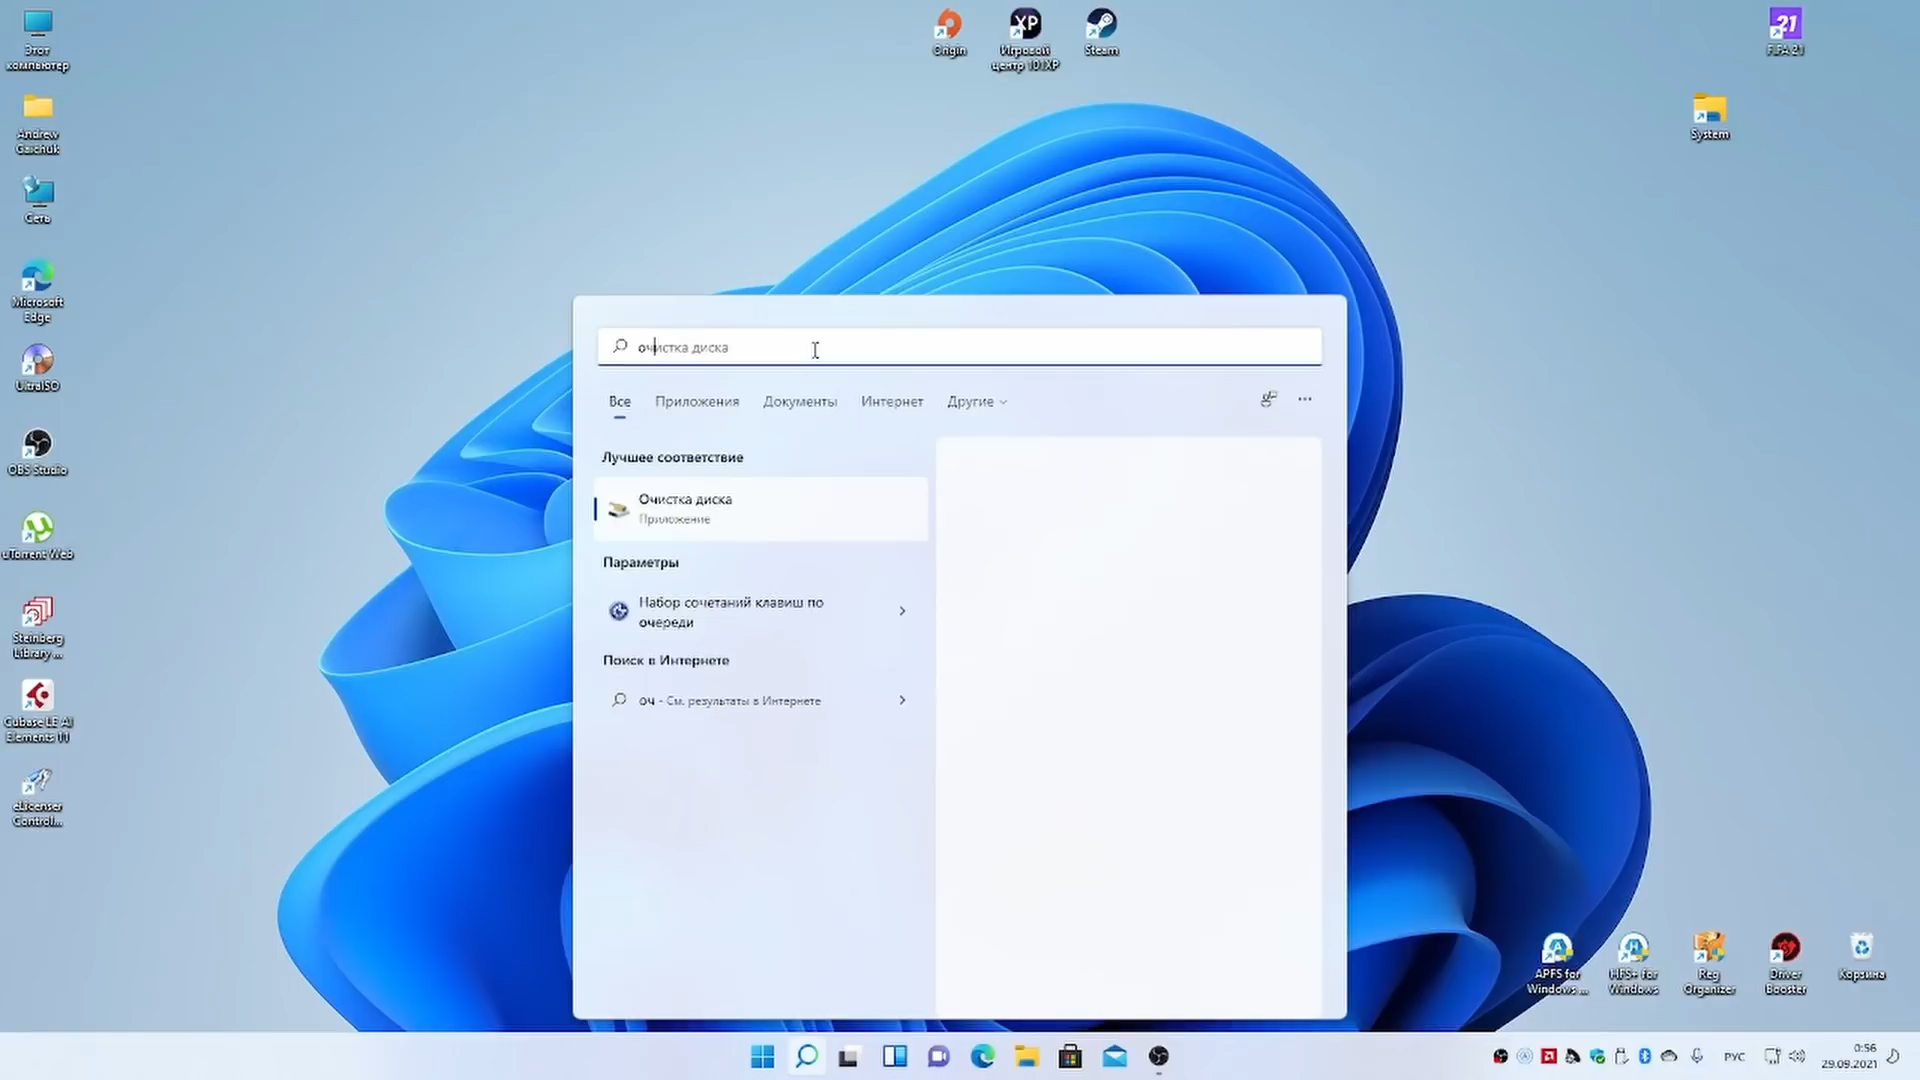 Этот
компьютер
Andrew
Gaichuk
Сеть
Microsoft
Edge
UltraISO
OBS Studio
uTorrent Web
Steinberg
Library ...
Cubase LE AI
Elements 11
eLicenser
Control...
Origin
XP
Игровой
центр 101XP
Steam
21
FIFA 21
System
очистка диска
Все
Приложения
Документы
Интернет
Другие
Лучшее соответствие
Очистка диска
Приложение
Параметры
Набор сочетаний клавиш по
очереди
Поиск в Интернете
оч - См. результаты в Интернете
APFS for
Windows ...
HFS+ for
Windows
Reg
Organizer
Driver
Booster
Корзина
РУС
0:56
29.09.2021